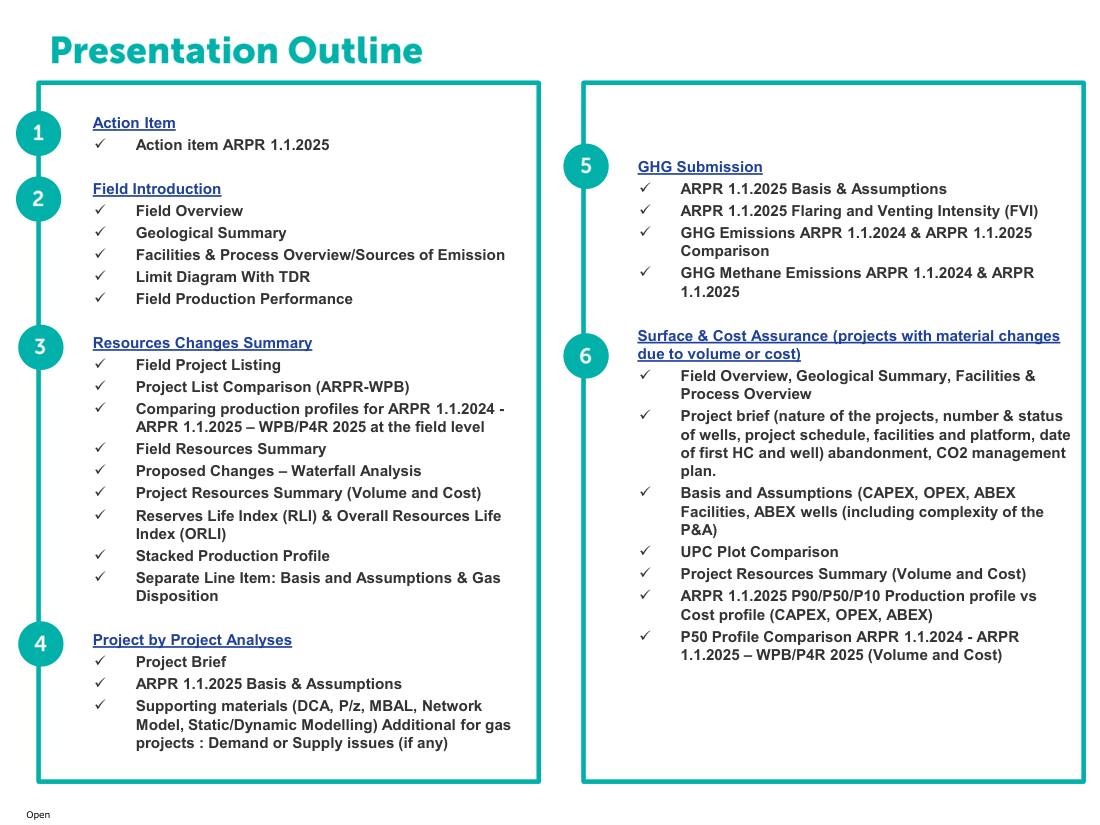 Presentation Outline
1
Action Item
✓ Action item ARPR 1.1.2025
2
Field Introduction
✓ Field Overview
✓ Geological Summary
✓ Facilities & Process Overview/Sources of Emission
✓ Limit Diagram With TDR
✓ Field Production Performance
3
Resources Changes Summary
✓ Field Project Listing
✓ Project List Comparison (ARPR-WPB)
✓ Comparing production profiles for ARPR 1.1.2024 -
ARPR 1.1.2025 – WPB/P4R 2025 at the field level
✓ Field Resources Summary
✓ Proposed Changes – Waterfall Analysis
✓ Project Resources Summary (Volume and Cost)
✓ Reserves Life Index (RLI) & Overall Resources Life
Index (ORLI)
✓ Stacked Production Profile
✓ Separate Line Item: Basis and Assumptions & Gas
Disposition
4
Project by Project Analyses
✓ Project Brief
✓ ARPR 1.1.2025 Basis & Assumptions
✓ Supporting materials (DCA, P/z, MBAL, Network
Model, Static/Dynamic Modelling) Additional for gas
projects : Demand or Supply issues (if any)
5
GHG Submission
✓ ARPR 1.1.2025 Basis & Assumptions
✓ ARPR 1.1.2025 Flaring and Venting Intensity (FVI)
✓ GHG Emissions ARPR 1.1.2024 & ARPR 1.1.2025
Comparison
✓ GHG Methane Emissions ARPR 1.1.2024 & ARPR
1.1.2025
6
Surface & Cost Assurance (projects with material changes
due to volume or cost)
✓ Field Overview, Geological Summary, Facilities &
Process Overview
✓ Project brief (nature of the projects, number & status
of wells, project schedule, facilities and platform, date
of first HC and well) abandonment, CO2 management
plan.
✓ Basis and Assumptions (CAPEX, OPEX, ABEX
Facilities, ABEX wells (including complexity of the
P&A)
✓ UPC Plot Comparison
✓ Project Resources Summary (Volume and Cost)
✓ ARPR 1.1.2025 P90/P50/P10 Production profile vs
Cost profile (CAPEX, OPEX, ABEX)
✓ P50 Profile Comparison ARPR 1.1.2024 - ARPR
1.1.2025 – WPB/P4R 2025 (Volume and Cost)
Open